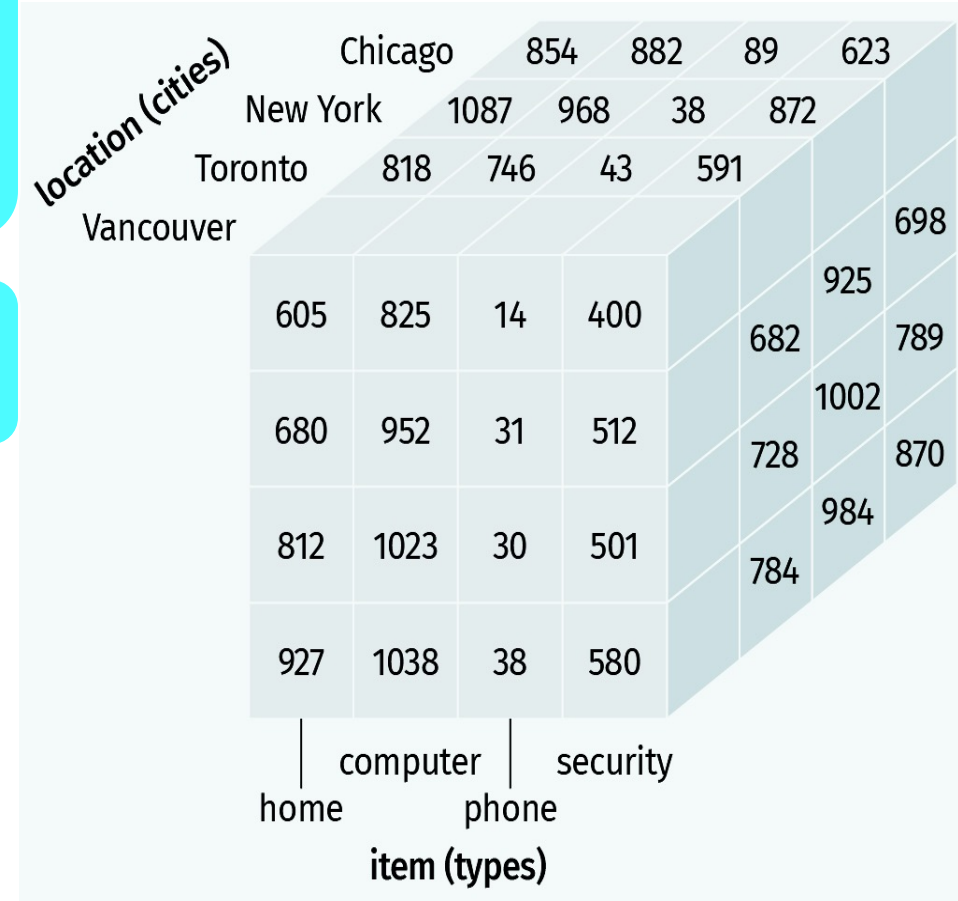 location (cities)
Chicago 854 882 89 623
New York 1087 968 38 872
Toronto 818 746 43 591
Vancouver
605 825 14 400
680 952 31 512
812 1023 30 501
927 1038 38 580
682 925 698
728 1002 789
784 984 870
computer security
home phone
item (types)